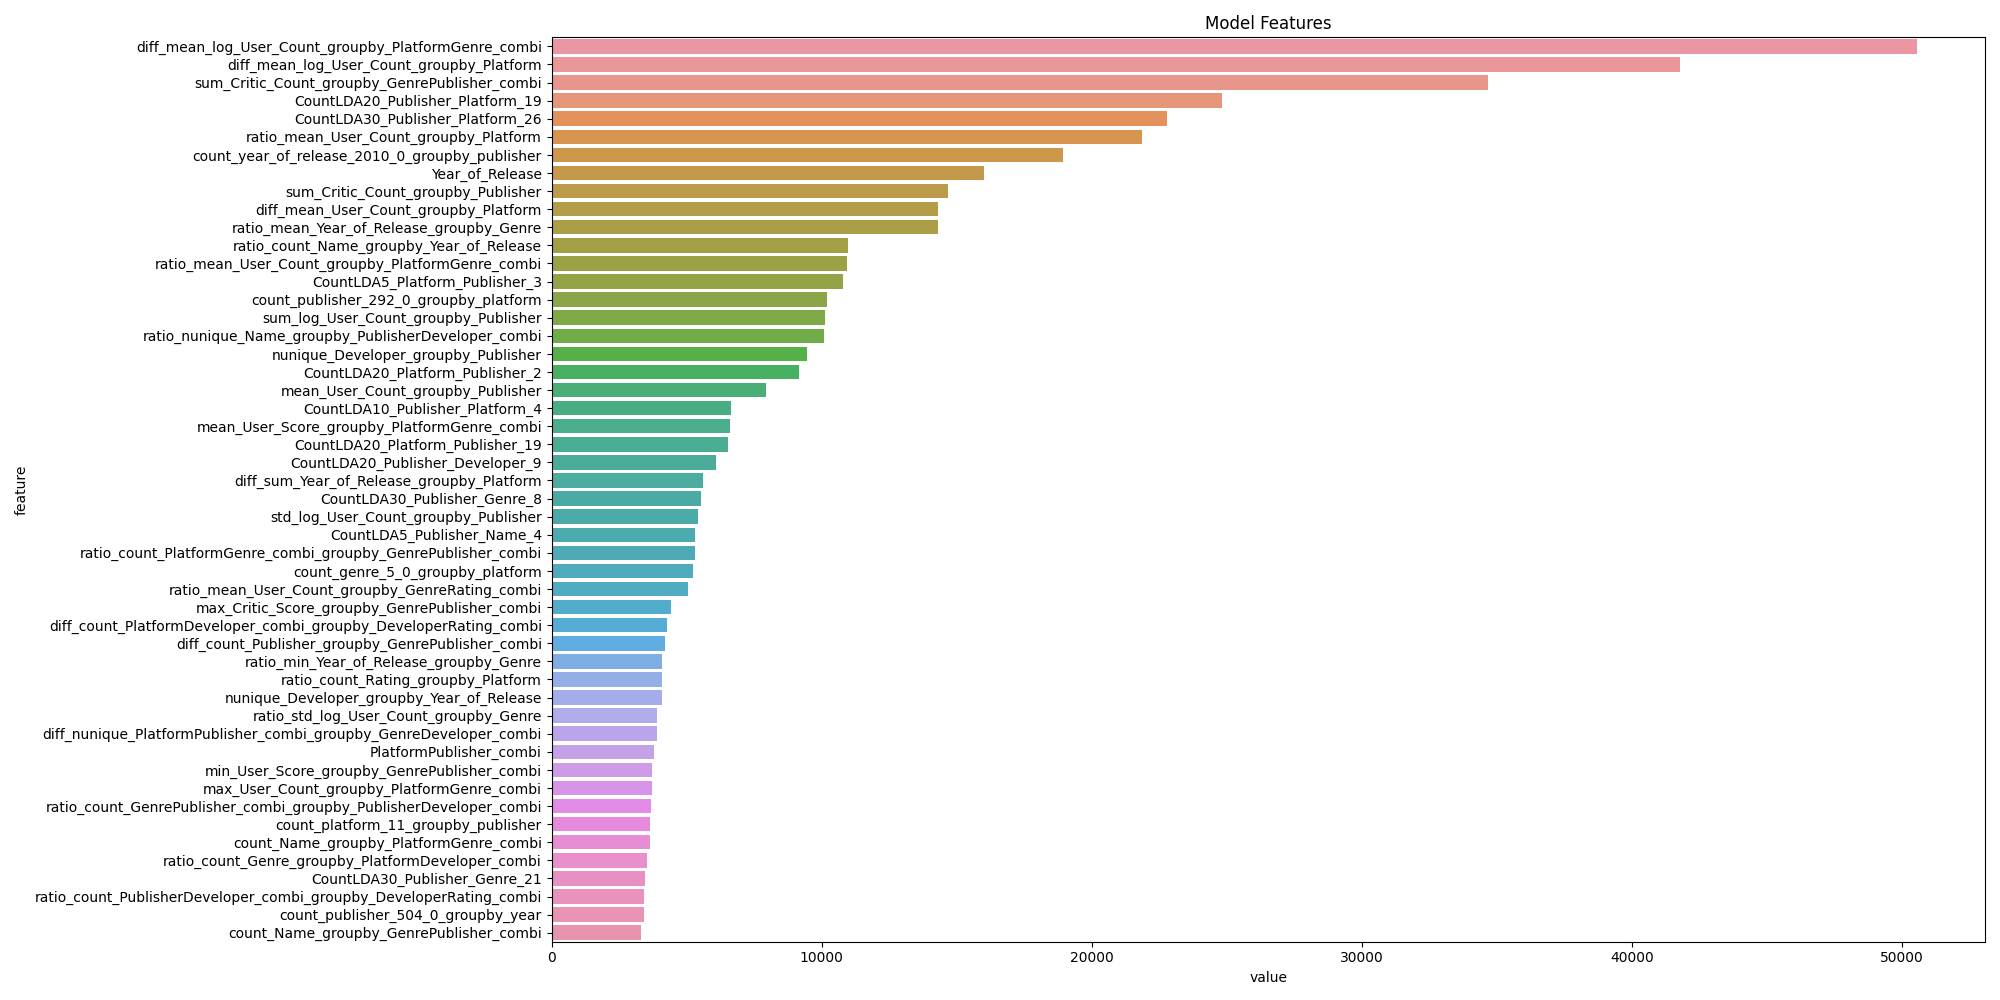 Model Features
diff_mean_log_User_Count_groupby_PlatformGenre_combi
diff_mean_log_User_Count_groupby_Platform
sum_Critic_Count_groupby_GenrePublisher_combi
CountLDA20_Publisher_Platform_19
CountLDA30_Publisher_Platform_26
ratio_mean_User_Count_groupby_Platform
count_year_of_release_2010_0_groupby_publisher
Year_of_Release
sum_Critic_Count_groupby_Publisher
diff_mean_User_Count_groupby_Platform
ratio_mean_Year_of_Release_groupby_Genre
ratio_count_Name_groupby_Year_of_Release
ratio_mean_User_Count_groupby_PlatformGenre_combi
CountLDA5_Platform_Publisher_3
count_publisher_292_0_groupby_platform
sum_log_User_Count_groupby_Publisher
ratio_nunique_Name_groupby_PublisherDeveloper_combi
nunique_Developer_groupby_Publisher
CountLDA20_Platform_Publisher_2
mean_User_Count_groupby_Publisher
CountLDA10_Publisher_Platform_4
mean_User_Score_groupby_PlatformGenre_combi
CountLDA20_Platform_Publisher_19
CountLDA20_Publisher_Developer_9
diff_sum_Year_of_Release_groupby_Platform
CountLDA30_Publisher_Genre_8
std_log_User_Count_groupby_Publisher
CountLDA5_Publisher_Name_4
ratio_count_PlatformGenre_combi_groupby_GenrePublisher_combi
count_genre_5_0_groupby_platform
ratio_mean_User_Count_groupby_GenreRating_combi
max_Critic_Score_groupby_GenrePublisher_combi
diff_count_PlatformDeveloper_combi_groupby_DeveloperRating_combi
diff_count_Publisher_groupby_GenrePublisher_combi
ratio_min_Year_of_Release_groupby_Genre
ratio_count_Rating_groupby_Platform
nunique_Developer_groupby_Year_of_Release
ratio_std_log_User_Count_groupby_Genre
diff_nunique_PlatformPublisher_combi_groupby_GenreDeveloper_combi
PlatformPublisher_combi
min_User_Score_groupby_GenrePublisher_combi
max_User_Count_groupby_PlatformGenre_combi
ratio_count_GenrePublisher_combi_groupby_PublisherDeveloper_combi
count_platform_11_groupby_publisher
count_Name_groupby_PlatformGenre_combi
ratio_count_Genre_groupby_PlatformDeveloper_combi
CountLDA30_Publisher_Genre_21
ratio_count_PublisherDeveloper_combi_groupby_DeveloperRating_combi
count_publisher_504_0_groupby_year
count_Name_groupby_GenrePublisher_combi
feature
0 10000 20000 30000 40000 50000
value